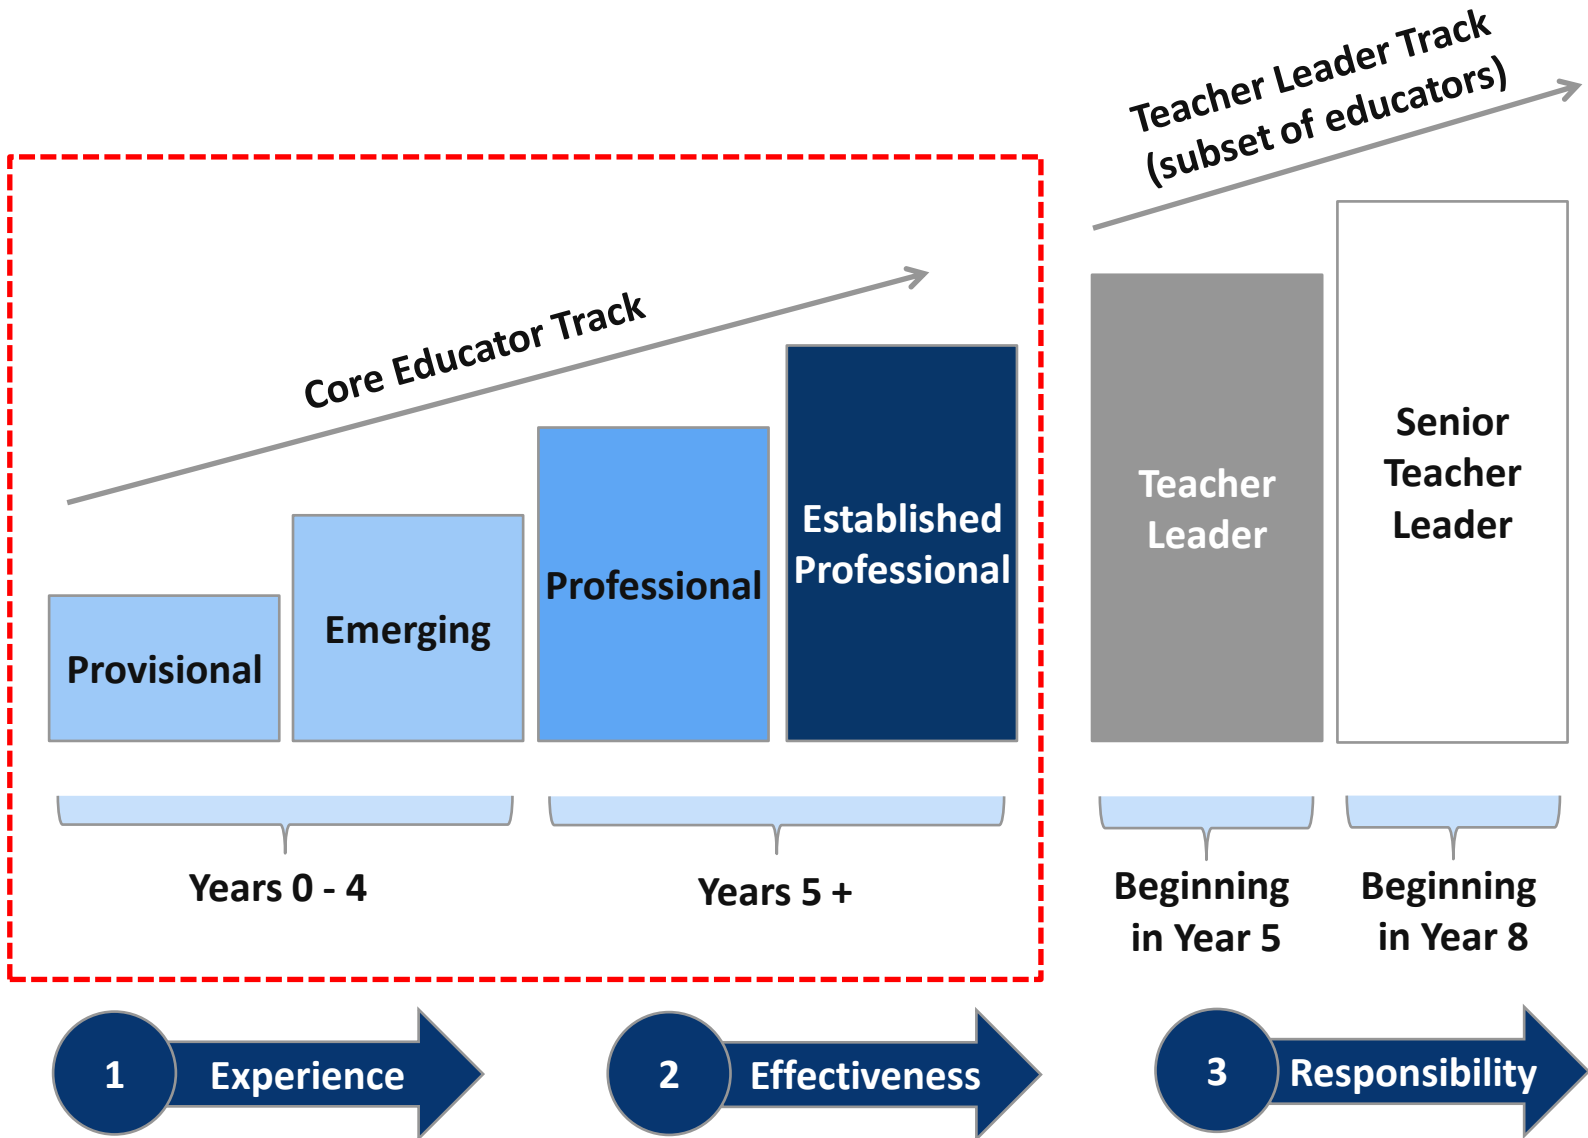 Teacher Leader Track
(subset of educators)
Core Educator Track
Provisional
Emerging
Professional
Established
Professional
Teacher
Leader
Senior
Teacher
Leader
Years 0 - 4
Years 5 +
Beginning
in Year 5
Beginning
in Year 8
1 Experience
2 Effectiveness
3 Responsibility